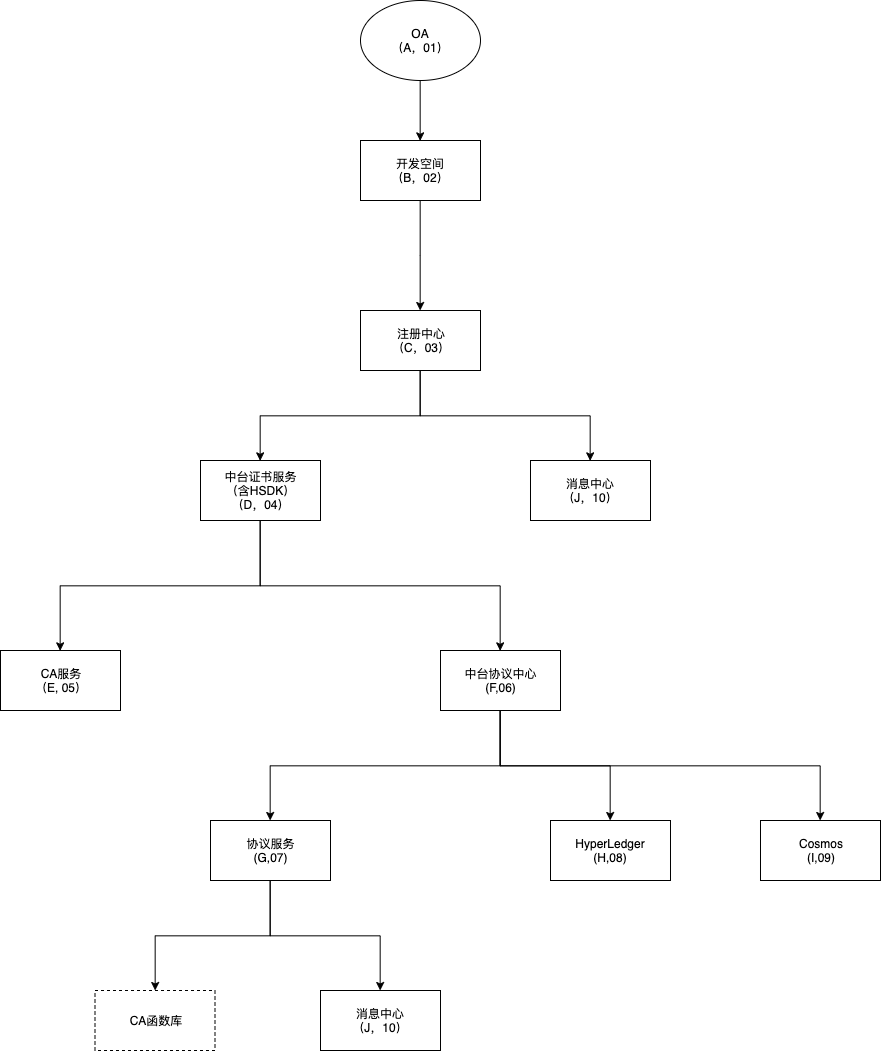 OA
（A，01）
开发空间
（B，02）
注册中心
（C，03）
中台证书服务
（含HSDK）
（D，04）
消息中心
（J，10）
CA服务
（E, 05）
中台协议中心
(F,06)
协议服务
(G,07)
HyperLedger
(H,08)
Cosmos
(I,09)
CA函数库
消息中心
（J，10）